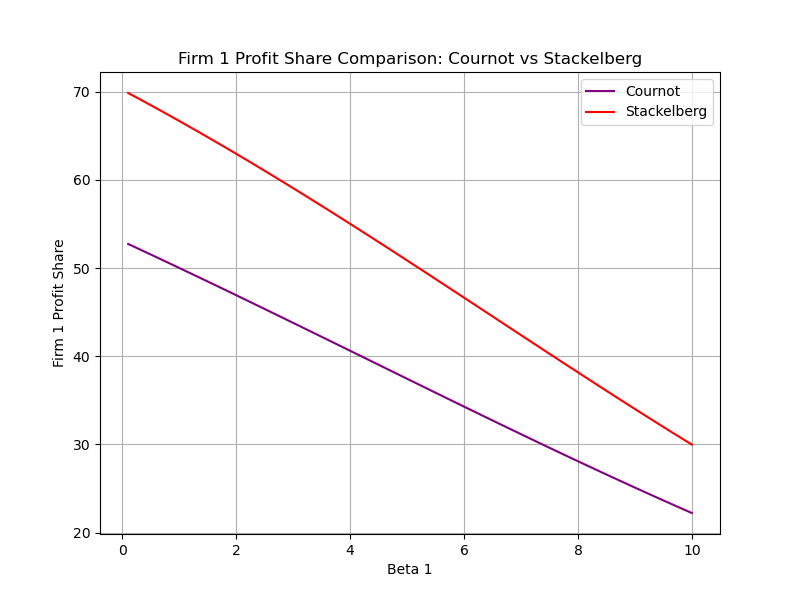 Firm 1 Profit Share Comparison: Cournot vs Stackelberg
Cournot
Stackelberg
70
60
50
40
30
20
Firm 1 Profit Share
0 2 4 6 8 10
Beta 1